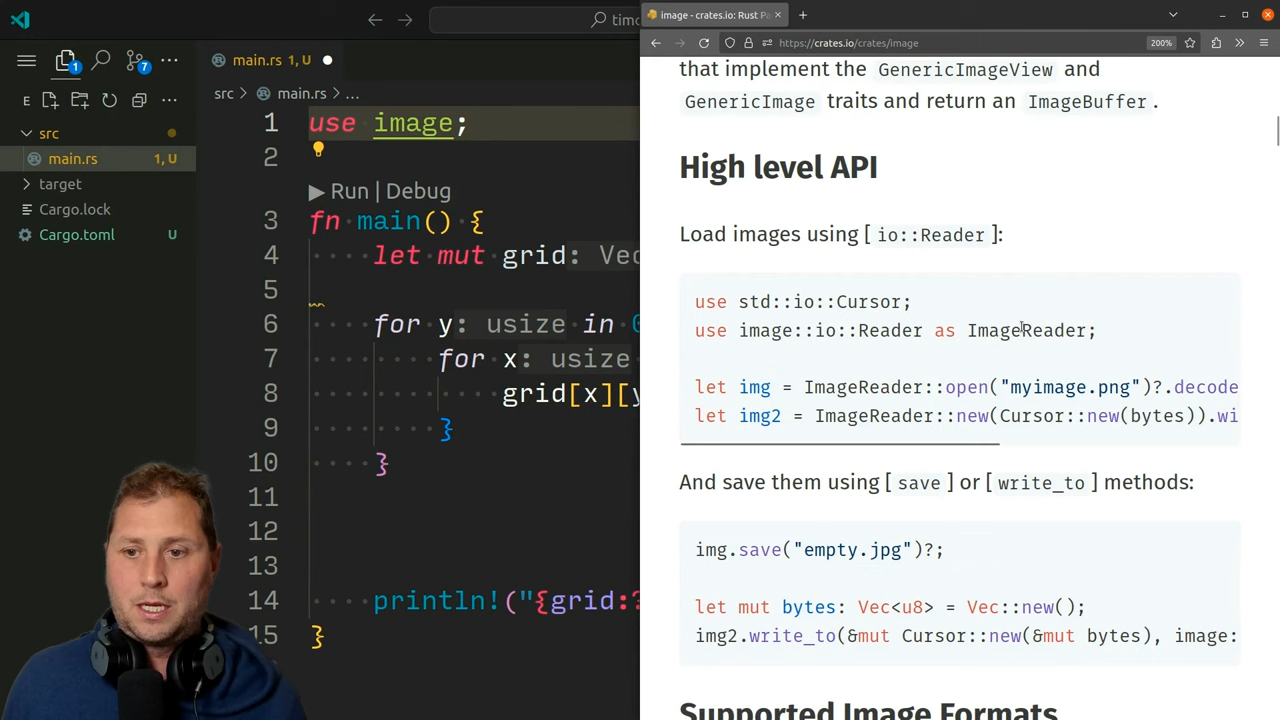 timo
image - crates.io: Rust Pa
https://crates.io/crates/image
200%
1
7
E
src
main.rs 1, U
target
Cargo.lock
Cargo.toml U
main.rs 1, U
src > main.rs > ...
1 use image;
2
Run | Debug
3 fn main() {
4 let mut grid: Vec
5
6 for y: usize in 0
7 for x: usize
8 grid[x][y
9 }
10 }
11
12
13
14 println!("{grid:?
15 }
that implement the GenericImageView and
GenericImage traits and return an ImageBuffer.
High level API
Load images using [ io::Reader ]:
use std::io::Cursor;
use image::io::Reader as ImageReader;
let img = ImageReader::open("myimage.png")?.decode
let img2 = ImageReader::new(Cursor::new(bytes)).wi
And save them using [ save ] or [ write_to ] methods:
img.save("empty.jpg")?;
let mut bytes: Vec<u8> = Vec::new();
img2.write_to(&mut Cursor::new(&mut bytes), image:
Supported Image Formats